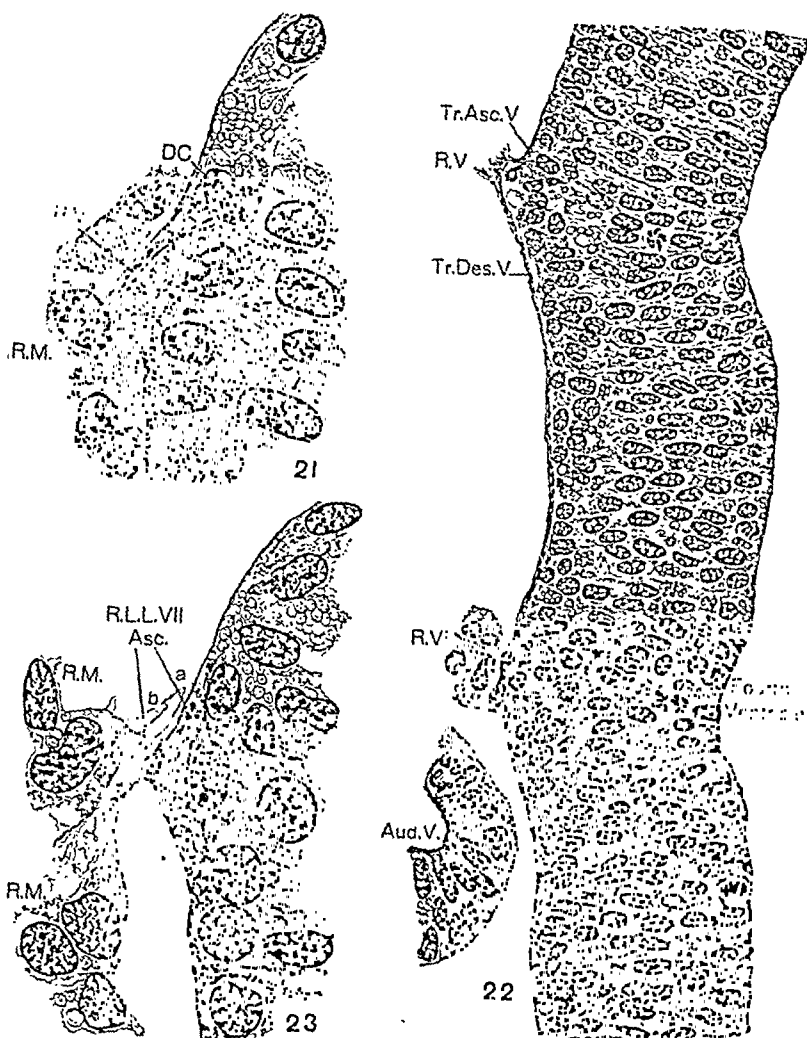 DC
R.M.
21
R.L.L.VII
Asc.
a
b
R.M.
R.M.
23
Tr.Asc.V
R.V
Tr.Des.V
R.V
Aud.V.
22